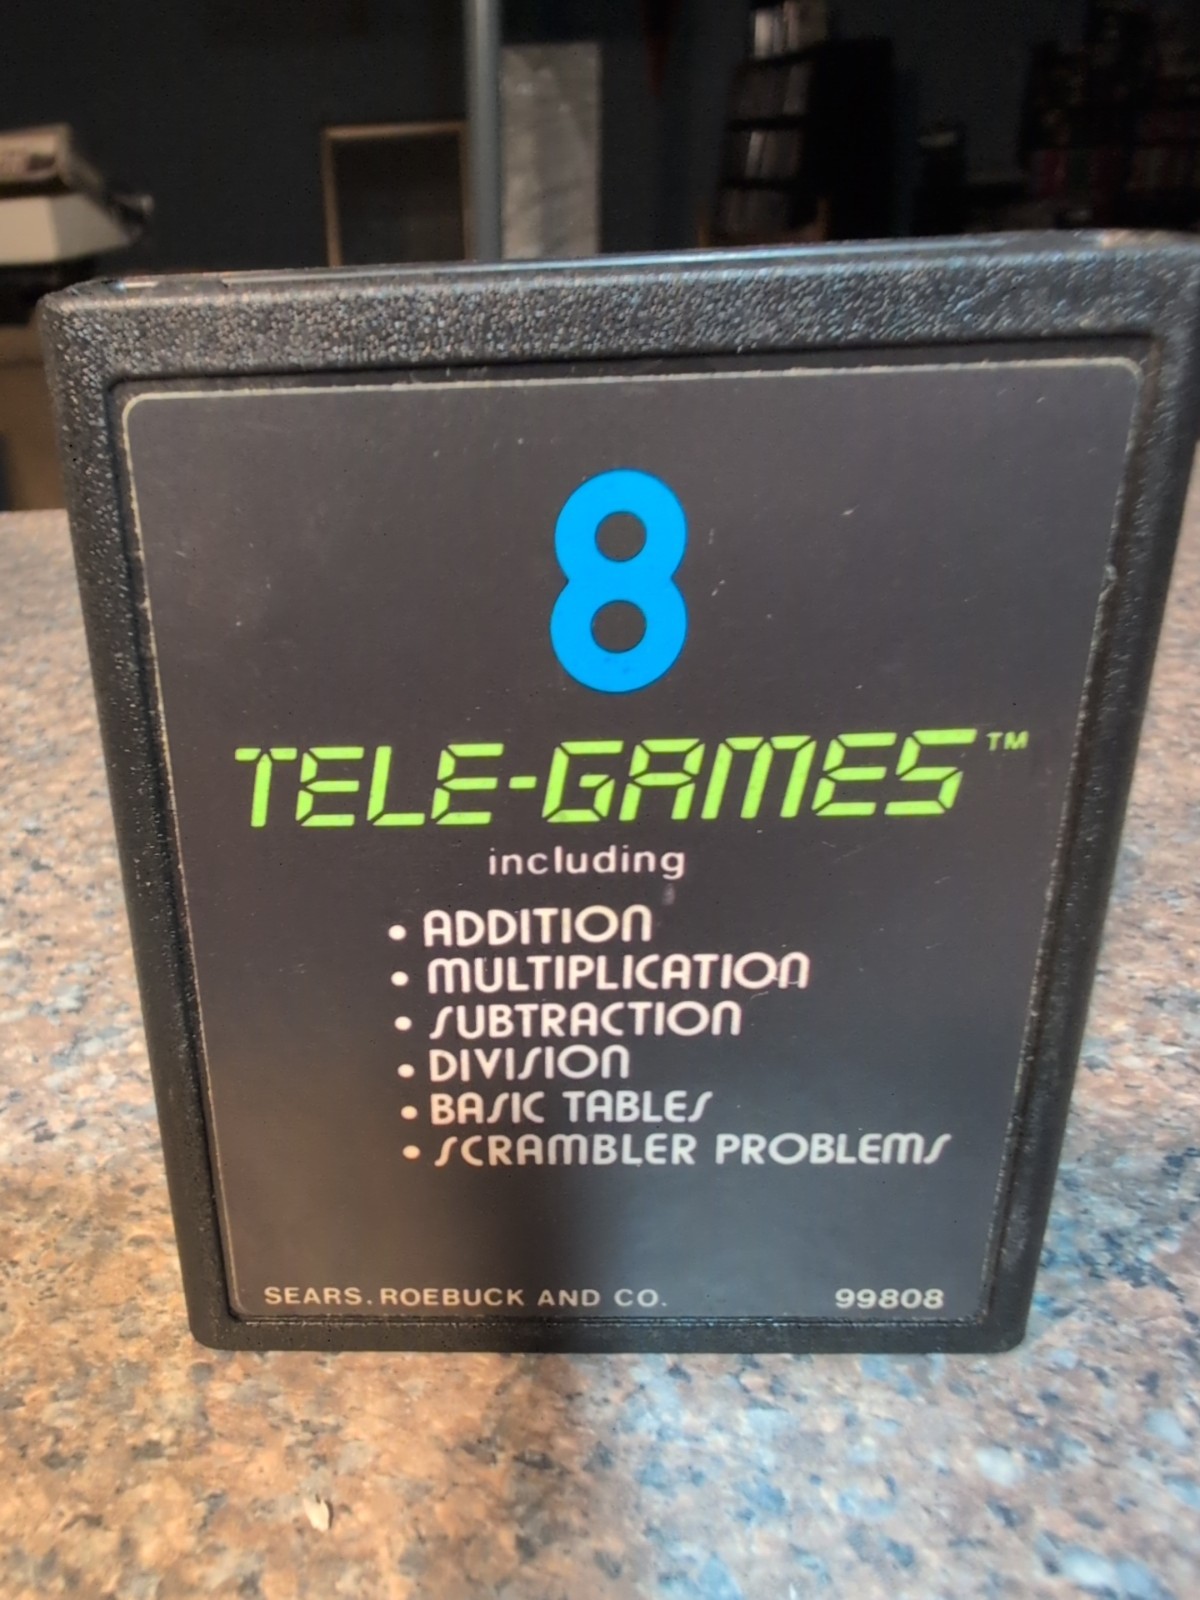 8
TELE-GAMES™
including
• ADDITION
• MULTIPLICATION
• SUBTRACTION
• DIVISION
• BASIC TABLES
• SCRAMBLER PROBLEMS
SEARS, ROEBUCK AND CO. 99808